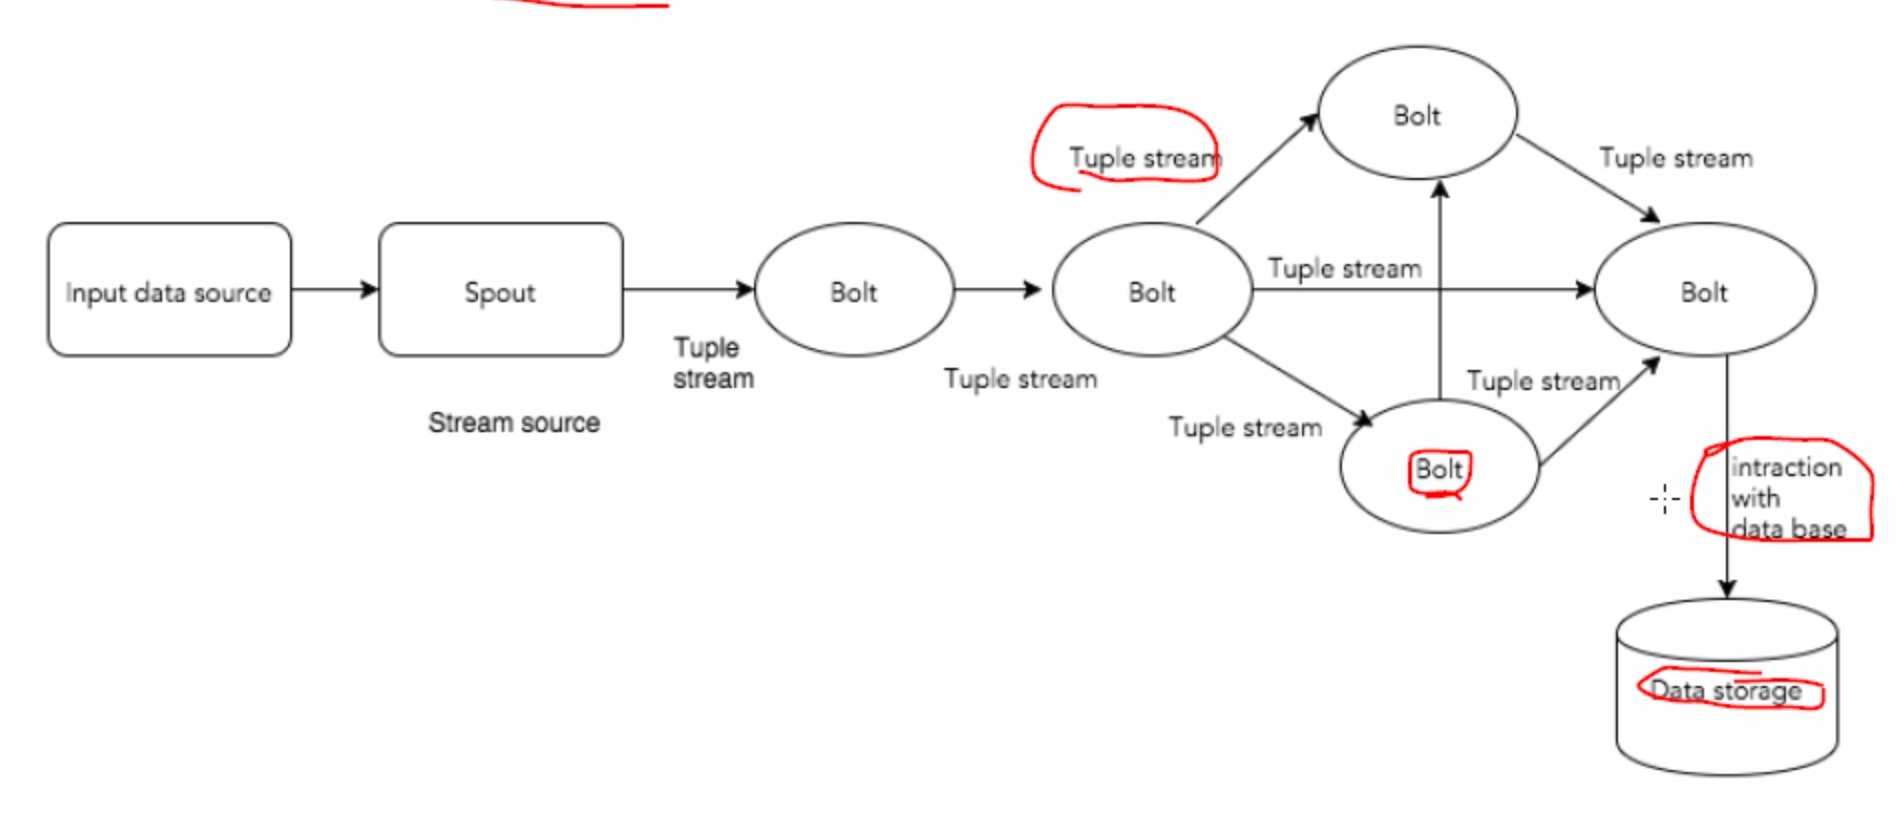 Bolt
Tuple stream
Tuple stream
Input data source
Spout
Bolt
Bolt
Tuple stream
Bolt
Tuple
stream
Tuple stream
Tuple stream
Stream source
Tuple stream
Bolt
intraction
with
data base
Data storage